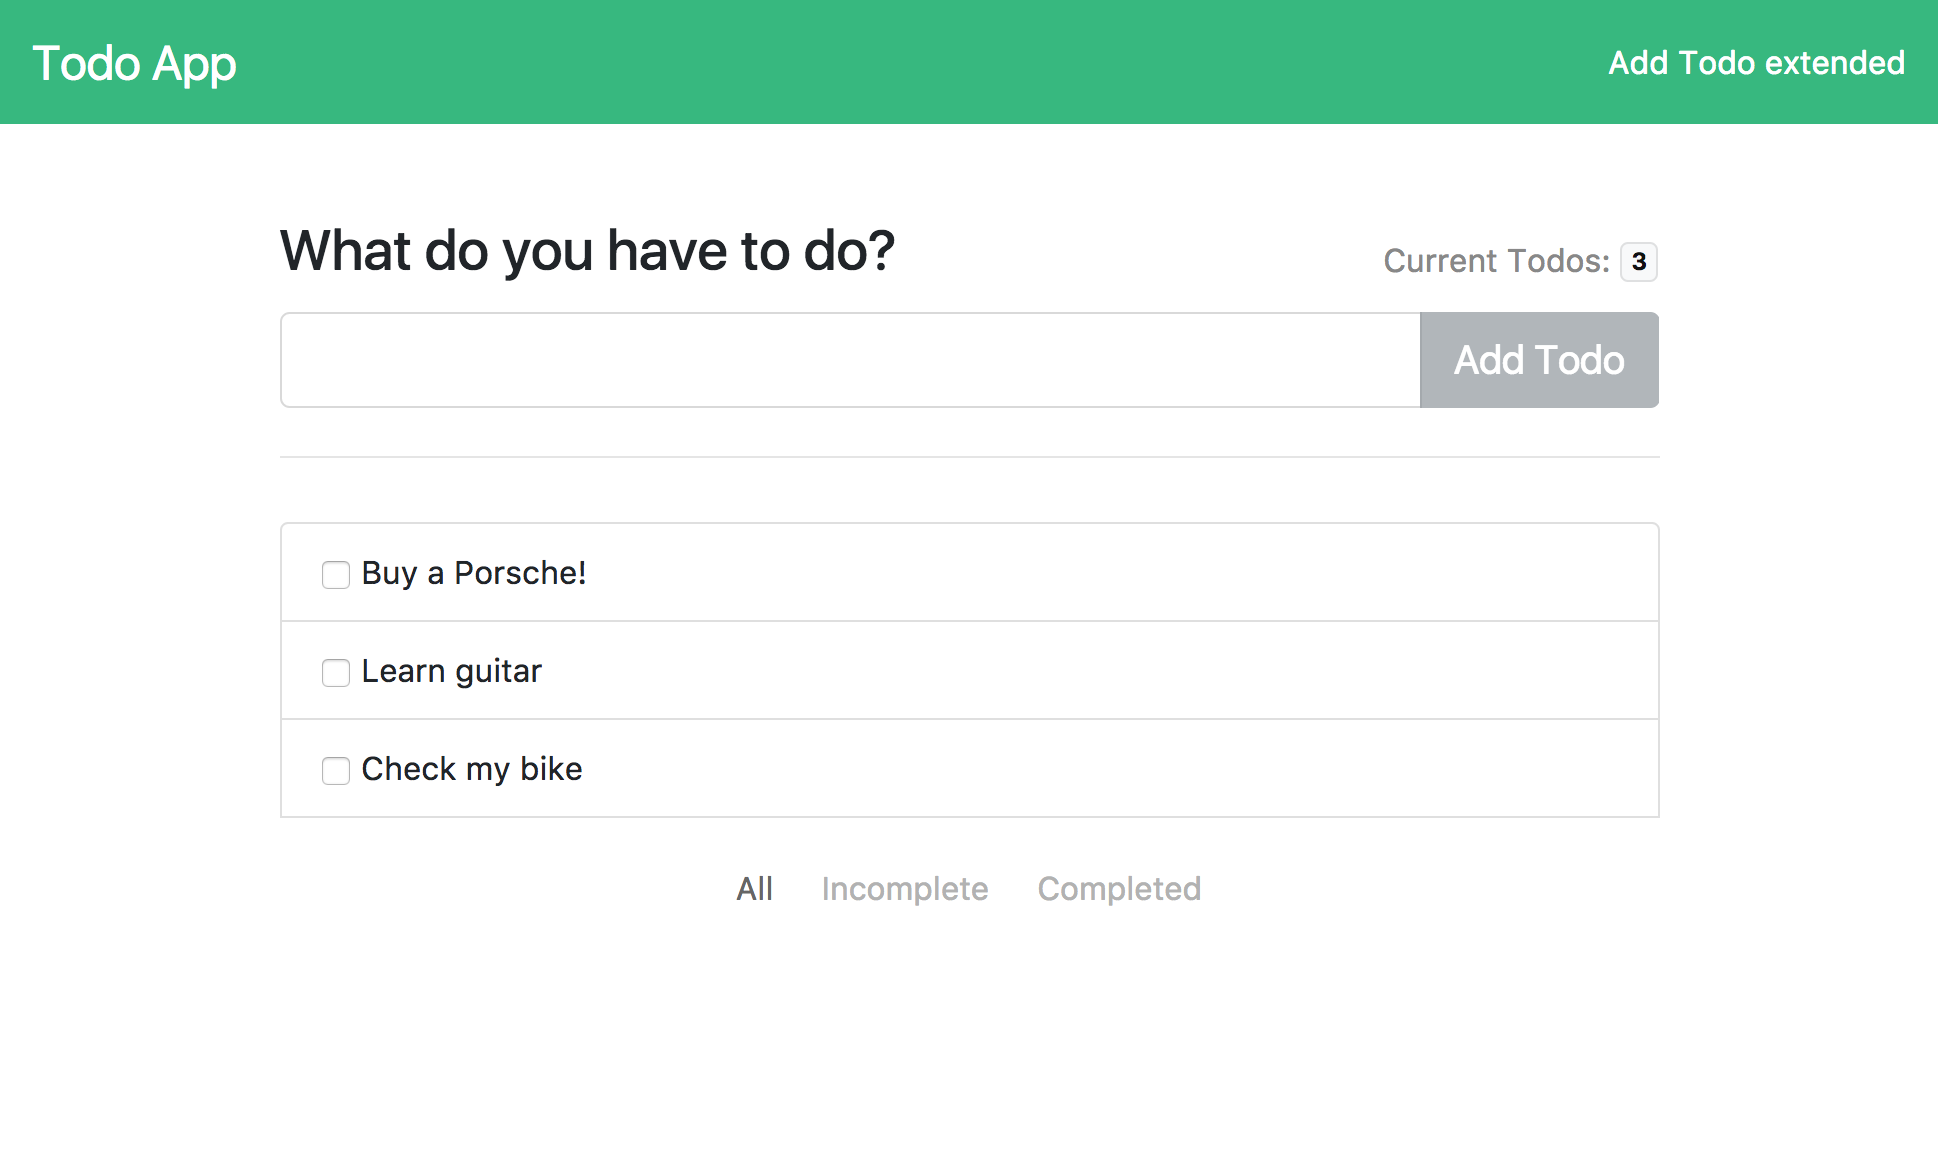 Todo App
Add Todo extended
What do you have to do?
Current Todos: 3
Add Todo
Buy a Porsche!
Learn guitar
Check my bike
All Incomplete Completed